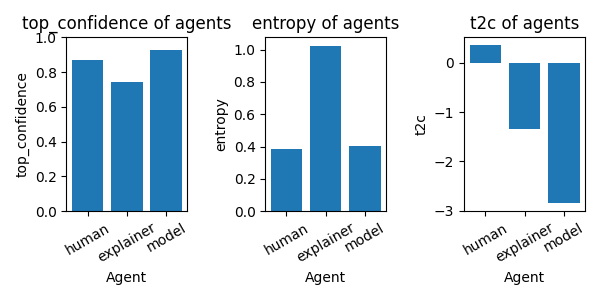 top_confidence of agents
top_confidence
1.0
0.8
0.6
0.4
0.2
0.0
human
explainer
model
Agent
entropy of agents
entropy
1.0
0.8
0.6
0.4
0.2
0.0
human
explainer
model
Agent
t2c of agents
t2c
0
−1
−2
−3
human
explainer
model
Agent